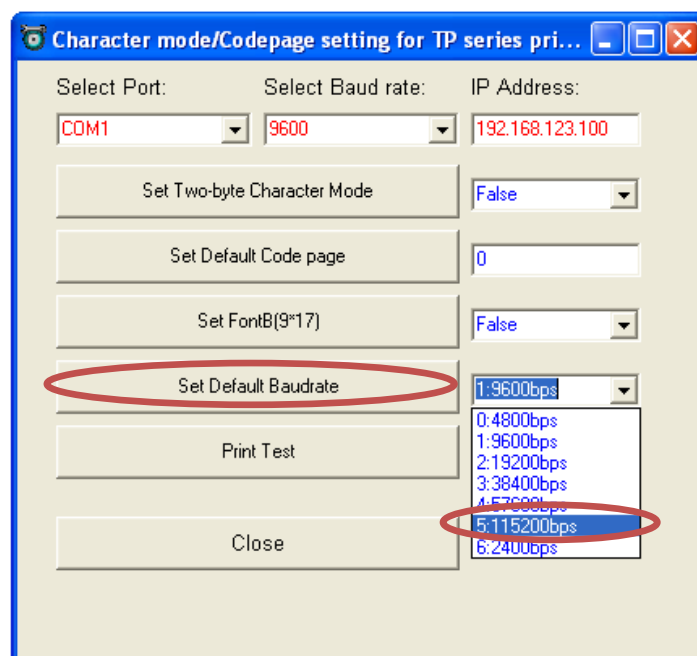 Character mode/Codepage setting for TP series pri...
Select Port: Select Baud rate: IP Address:
COM1 9600 192.168.123.100
Set Two-byte Character Mode False
Set Default Code page 0
Set FontB(9*17) False
Set Default Baudrate 1:9600bps
0:4800bps
1:9600bps
2:19200bps
Print Test
3:38400bps
4:57600bps
5:115200bps
6:2400bps
Close